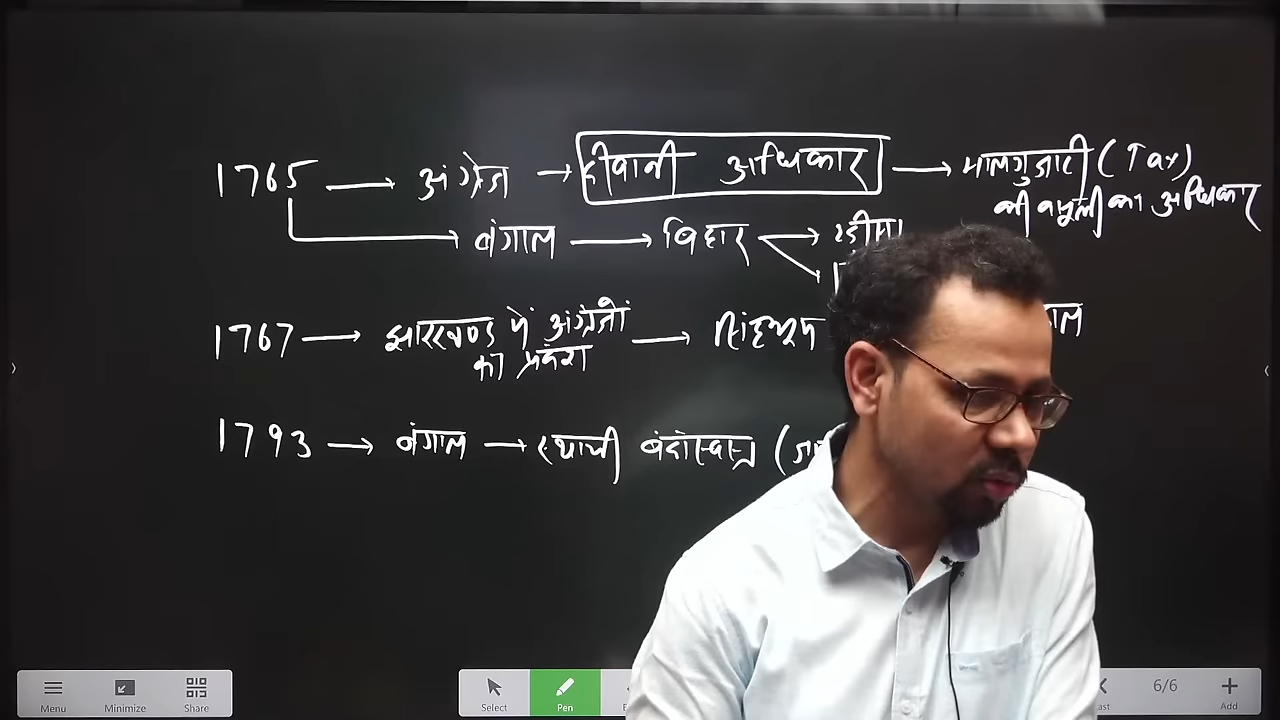 1765 → अंग्रेज → दीवानी अधिकार → मालगुजारी (Tax)
की वसूली का अधिकार
बंगाल → बिहार → उड़ीसा
1767 → झारखण्ड में अंग्रेजों → सिंहभूम
का प्रवेश
1793 → बंगाल → स्थायी बंदोबस्त (
Menu Minimize Share Select Pen 6/6 Add